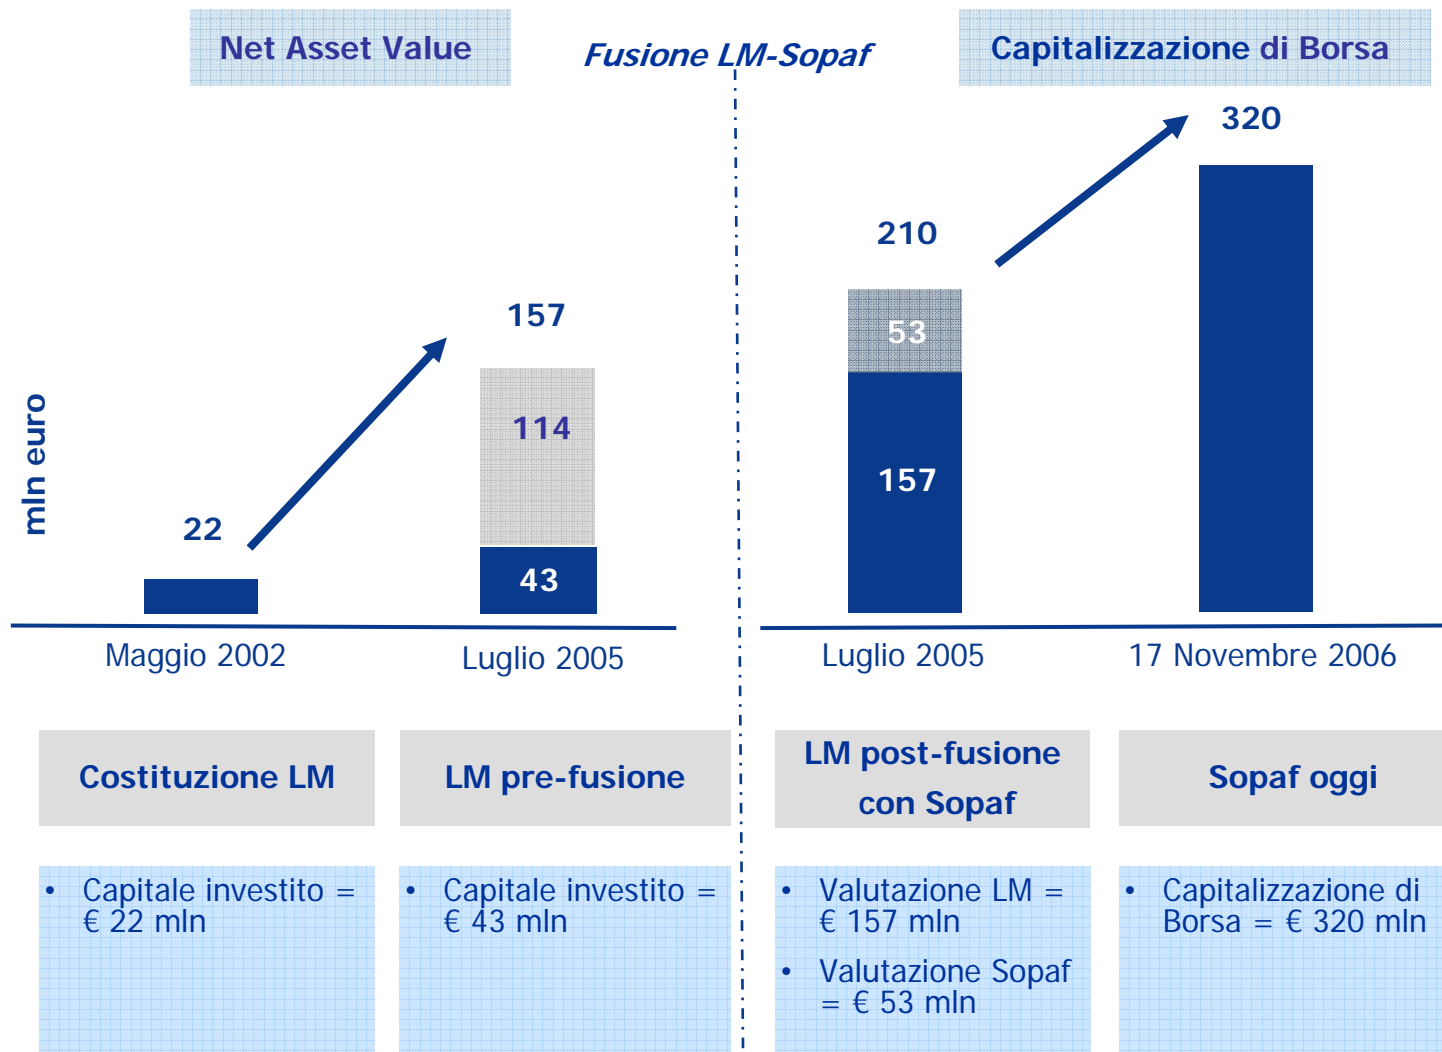 Net Asset Value
Fusione LM-Sopaf
Capitalizzazione di Borsa
mln euro
22
157
114
43
210
53
157
320
Maggio 2002
Luglio 2005
Luglio 2005
17 Novembre 2006
Costituzione LM
LM pre-fusione
LM post-fusione
con Sopaf
Sopaf oggi
• Capitale investito =
€ 22 mln
• Capitale investito =
€ 43 mln
• Valutazione LM =
€ 157 mln
• Valutazione Sopaf
= € 53 mln
• Capitalizzazione di
Borsa = € 320 mln